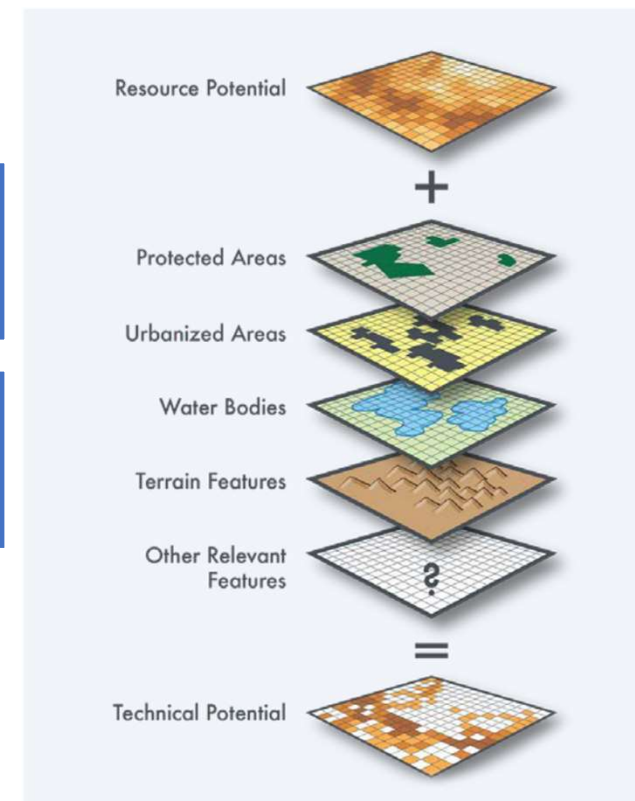 Resource Potential
+
Protected Areas
Urbanized Areas
Water Bodies
Terrain Features
Other Relevant
Features
?
=
Technical Potential